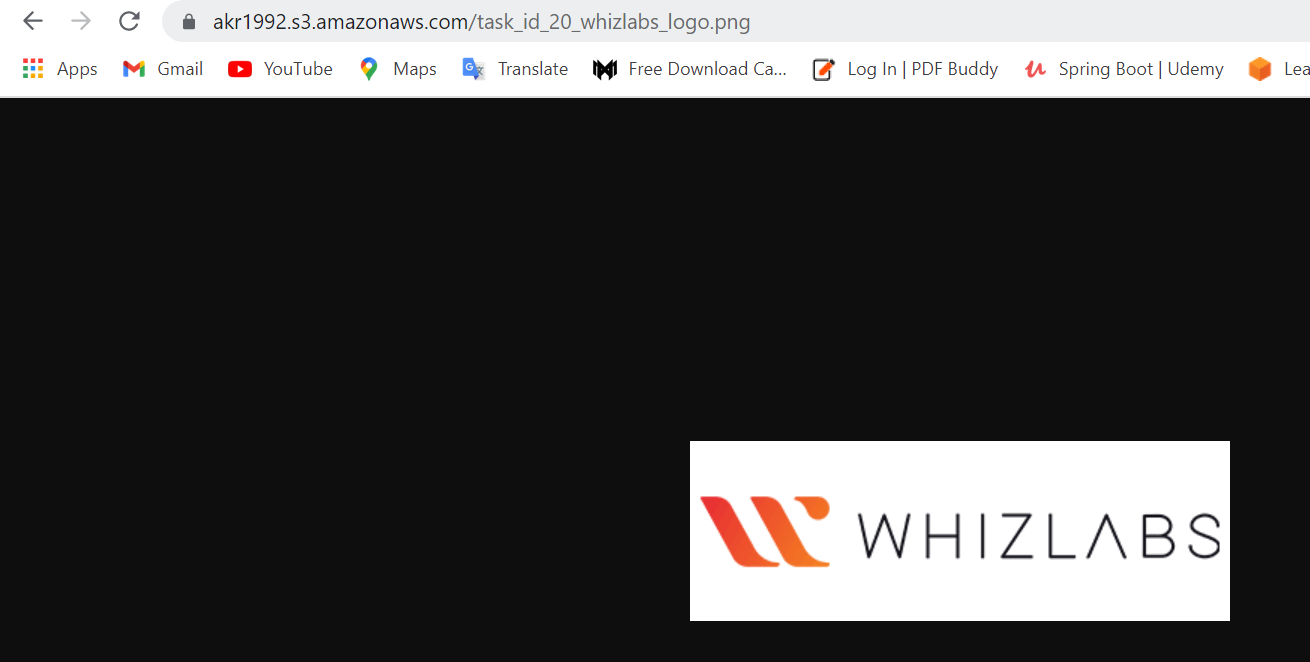 akr1992.s3.amazonaws.com/task_id_20_whizlabs_logo.png
Apps Gmail YouTube Maps Translate Free Download Ca... Log In | PDF Buddy Spring Boot | Udemy Lea
WHIZLABS